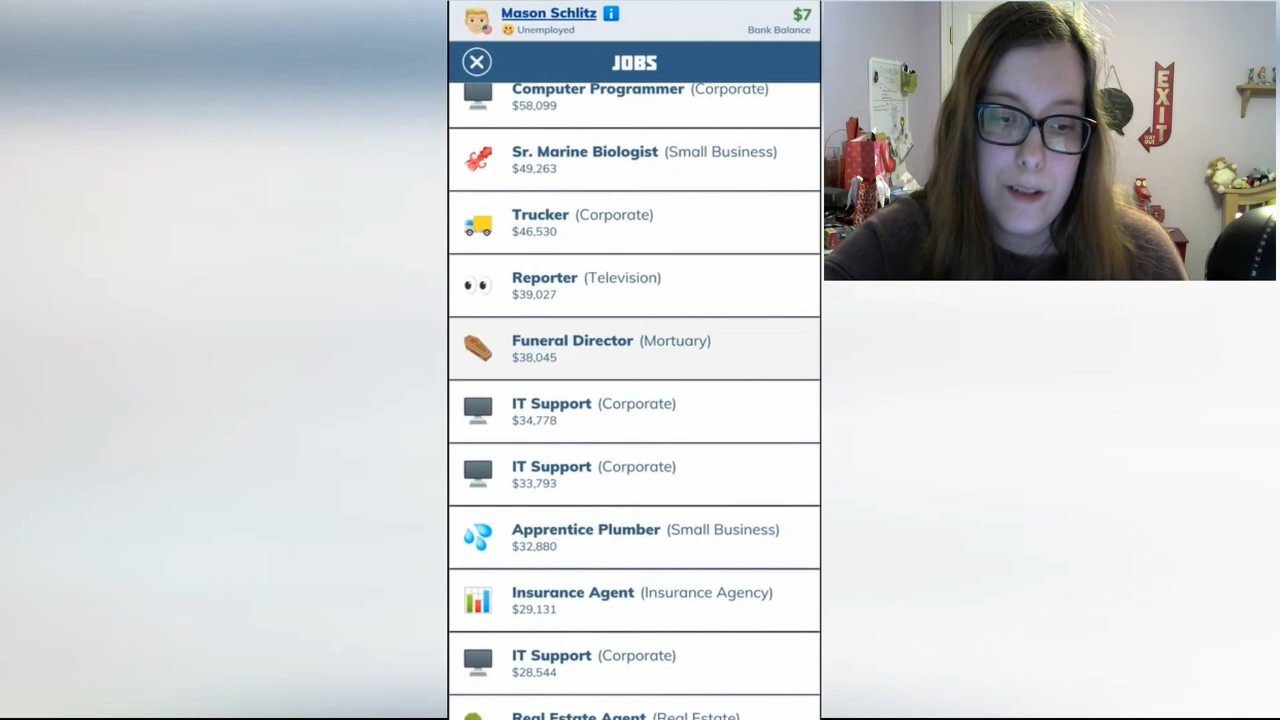 Mason Schlitz i
Unemployed
$7
Bank Balance
JOBS
Computer Programmer (Corporate)
$58,099
Sr. Marine Biologist (Small Business)
$49,263
Trucker (Corporate)
$46,530
Reporter (Television)
$39,027
Funeral Director (Mortuary)
$38,045
IT Support (Corporate)
$34,778
IT Support (Corporate)
$33,793
Apprentice Plumber (Small Business)
$32,880
Insurance Agent (Insurance Agency)
$29,131
IT Support (Corporate)
$28,544
Real Estate Agent (Real Estate)
EXIT